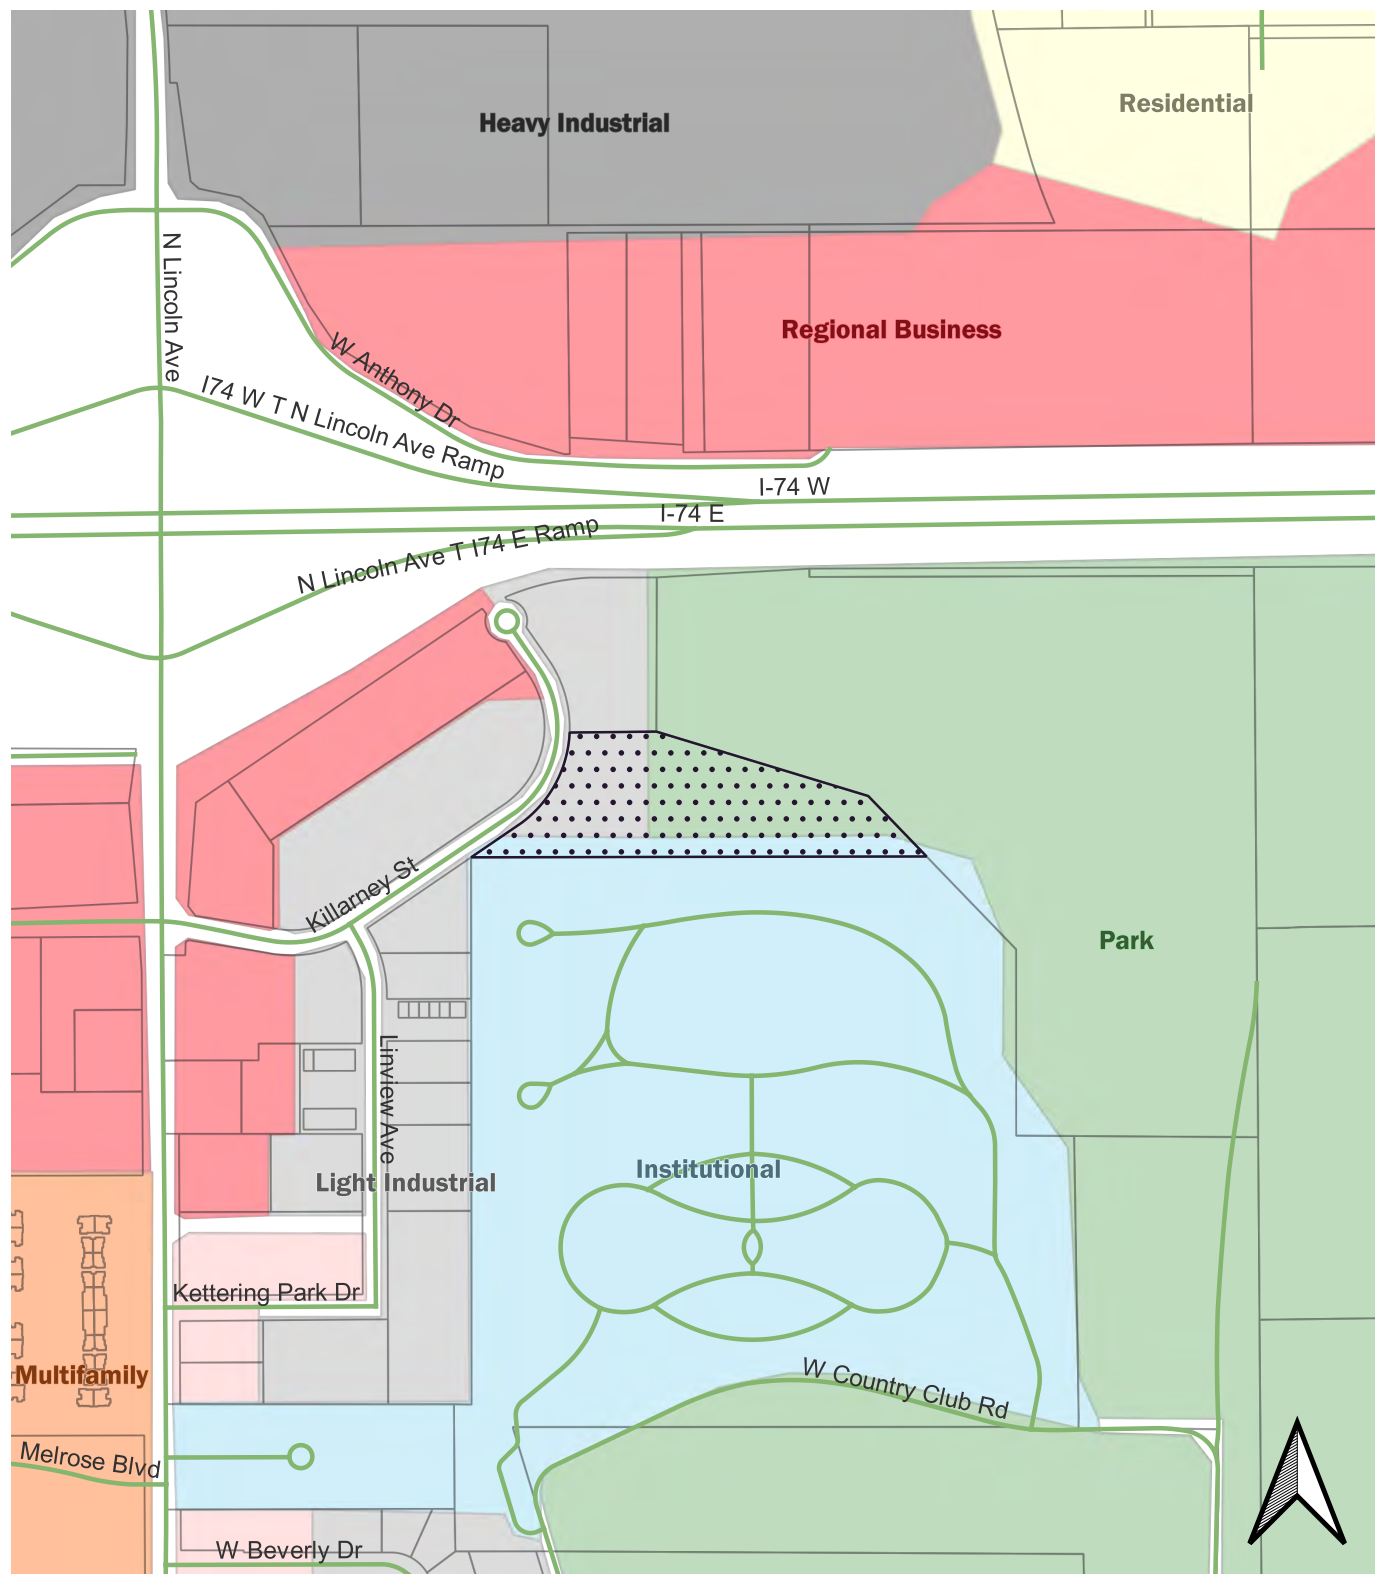 Residential
Heavy Industrial
N Lincoln Ave
Regional Business
W Anthony Dr
I74 W T N Lincoln Ave Ramp
I-74 W
I-74 E
N Lincoln Ave T I74 E Ramp
Killarney St
Park
Linview Ave
Institutional
Light Industrial
Kettering Park Dr
Multifamily
W Country Club Rd
Melrose Blvd
W Beverly Dr